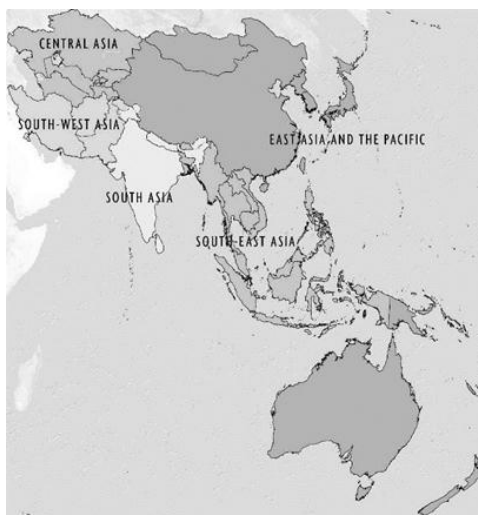 CENTRAL ASIA
SOUTH-WEST ASIA
EAST ASIA AND THE PACIFIC
SOUTH ASIA
SOUTH-EAST ASIA